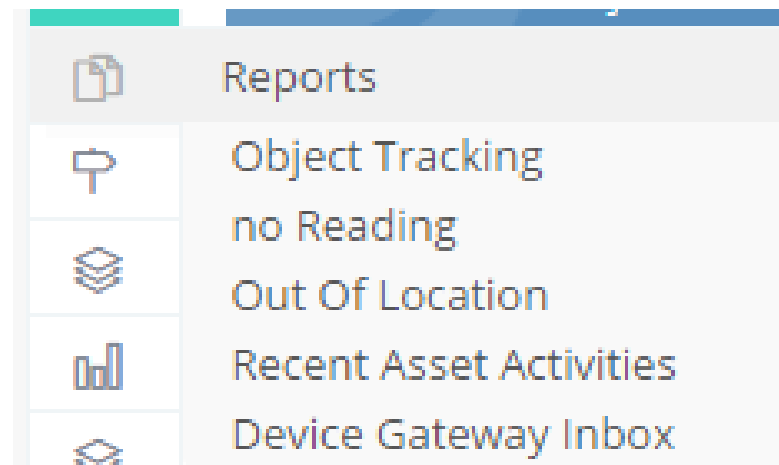 Reports
Object Tracking
no Reading
Out Of Location
Recent Asset Activities
Device Gateway Inbox